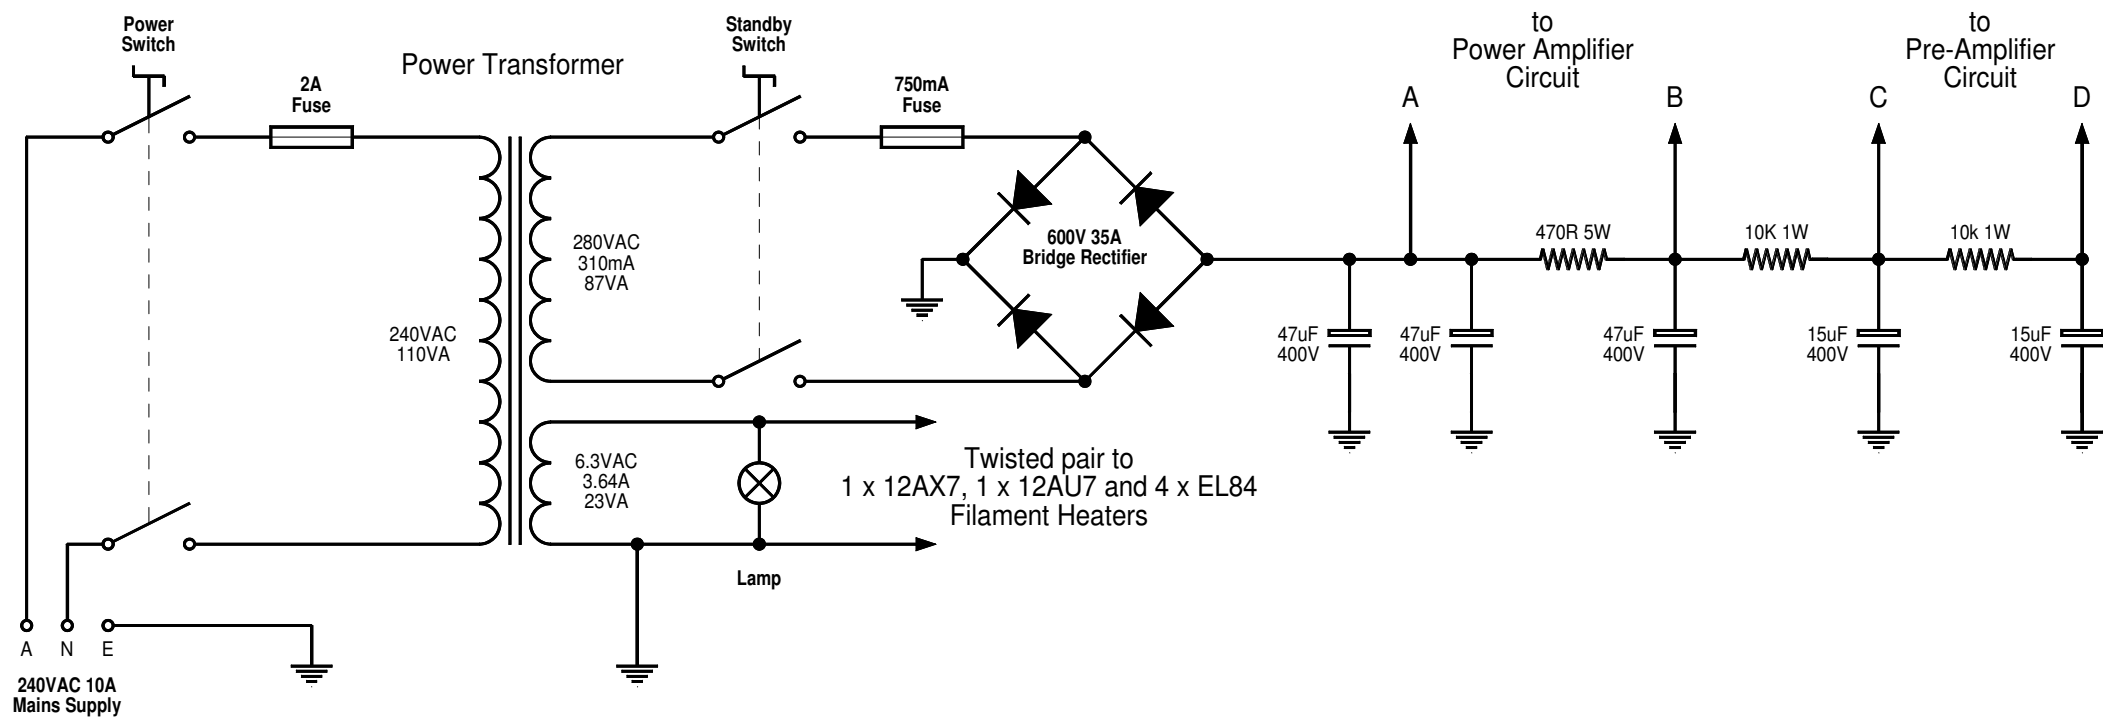 Power
Switch
Power Transformer
2A
Fuse
Standby
Switch
750mA
Fuse
to
Power Amplifier
Circuit
to
Pre-Amplifier
Circuit
A
B
C
D
280VAC
310mA
87VA
600V 35A
Bridge Rectifier
470R 5W
10K 1W
10k 1W
240VAC
110VA
47uF
400V
47uF
400V
47uF
400V
15uF
400V
15uF
400V
6.3VAC
3.64A
23VA
Twisted pair to
1 x 12AX7, 1 x 12AU7 and 4 x EL84
Filament Heaters
Lamp
A N E
240VAC 10A
Mains Supply